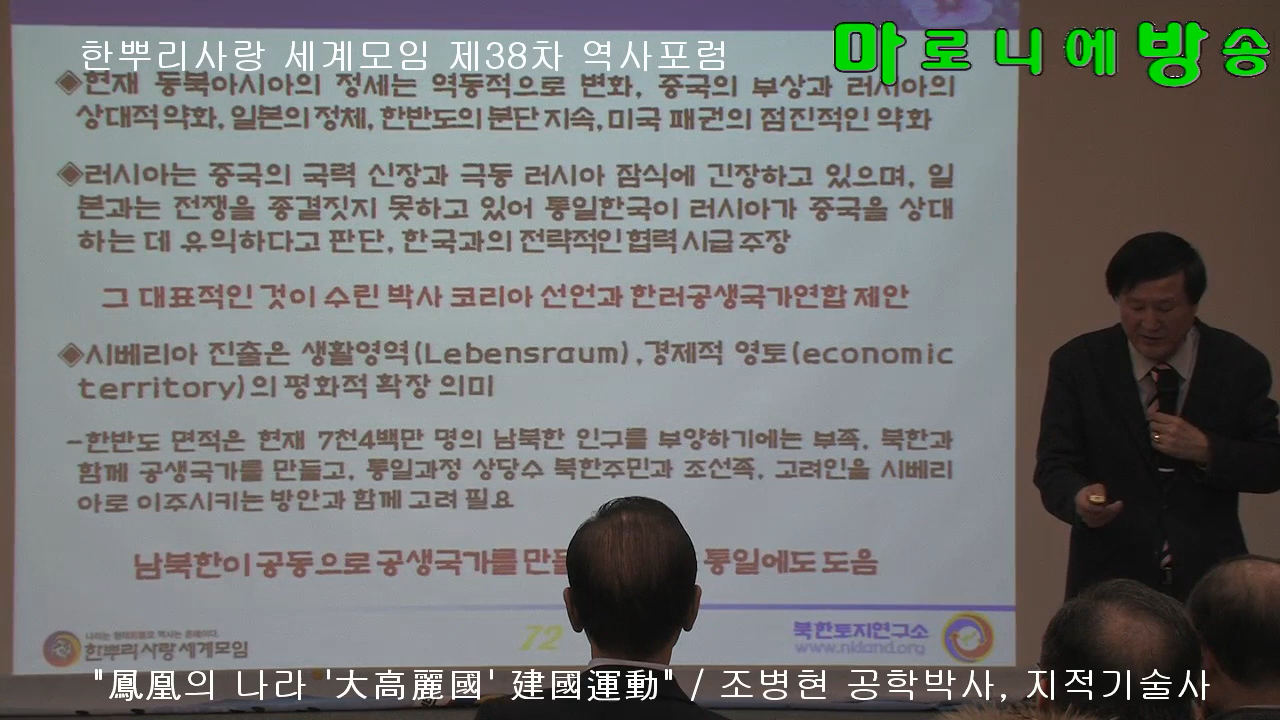 한뿌리사랑 세계모임 제38차 역사포럼
마로니에방송
◈현재 동북아시아의 정세는 역동적으로 변화, 중국의 부상과 러시아의
상대적 약화, 일본의 정체, 한반도의 분단 지속, 미국 패권의 점진적인 약화
◈러시아는 중국의 국력 신장과 극동 러시아 잠식에 긴장하고 있으며, 일
본과는 전쟁을 종결짓지 못하고 있어 통일한국이 러시아가 중국을 상대
하는 데 유익하다고 판단, 한국과의 전략적인 협력 시급 주장
그 대표적인 것이 수린 박사 코리아 선언과 한러공생국가연합 제안
◈시베리아 진출은 생활영역(Lebensraum), 경제적 영토(economic
territory)의 평화적 확장 의미
-한반도 면적은 현재 7천4백만 명의 남북한 인구를 부양하기에는 부족. 북한과
함께 공생국가를 만들고, 통일과정 상당수 북한주민과 조선족, 고려인을 시베리
아로 이주시키는 방안과 함께 고려 필요
남북한이 공동으로 공생국가를 통일에도 도움
한뿌리사랑 세계모임
72
북한토지연구소
www.nkland.org
"鳳凰의 나라 '大高麗國' 建國運動" / 조병현 공학박사, 지적기술사